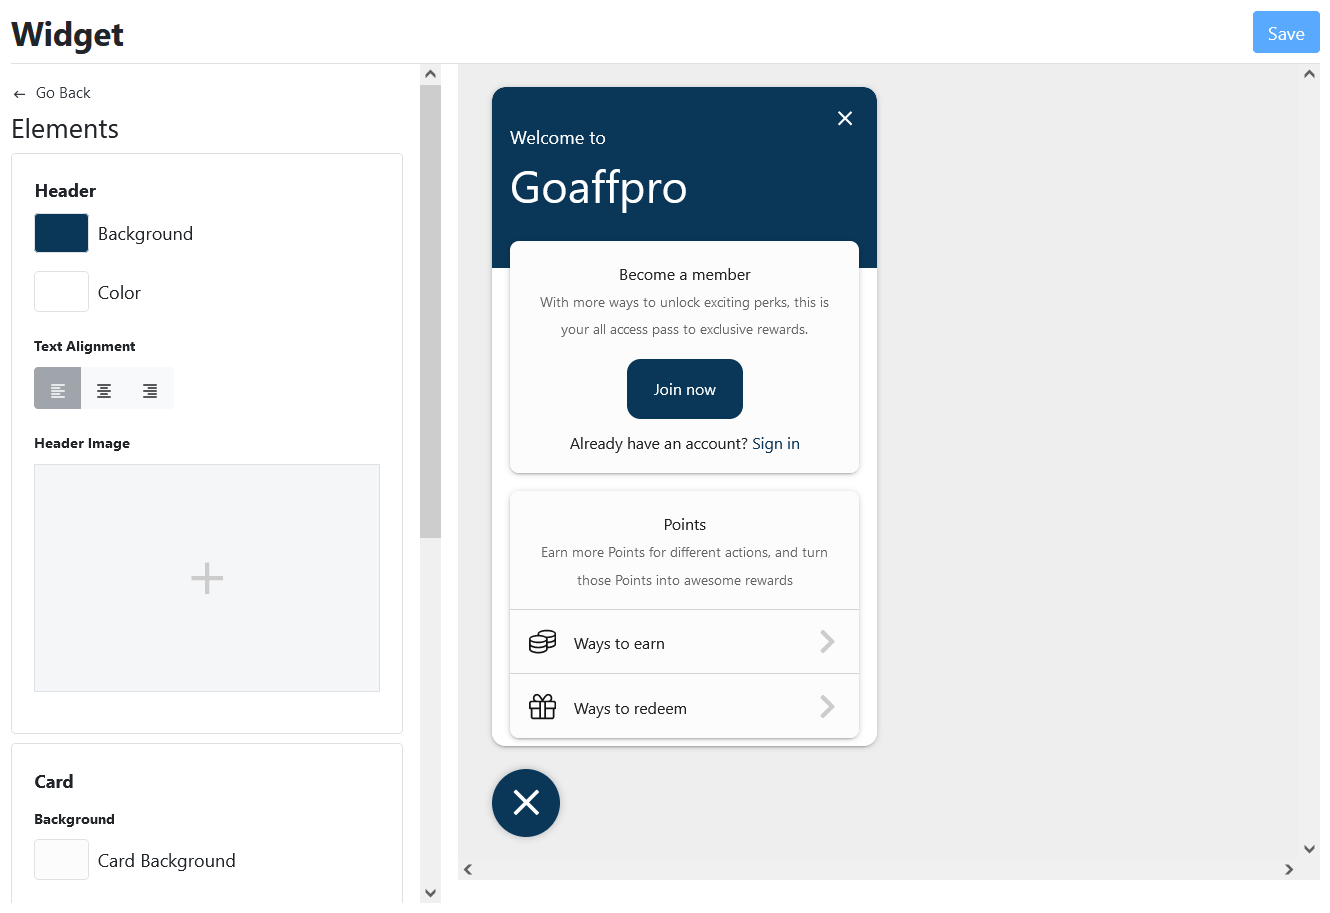 Widget
Save
Go Back
Elements
Header
Background
Color
Text Alignment
Header Image
Card
Background
Card Background
Welcome to
Goaffpro
Become a member
With more ways to unlock exciting perks, this is
your all access pass to exclusive rewards.
Join now
Already have an account? Sign in
Points
Earn more Points for different actions, and turn
those Points into awesome rewards
Ways to earn
Ways to redeem